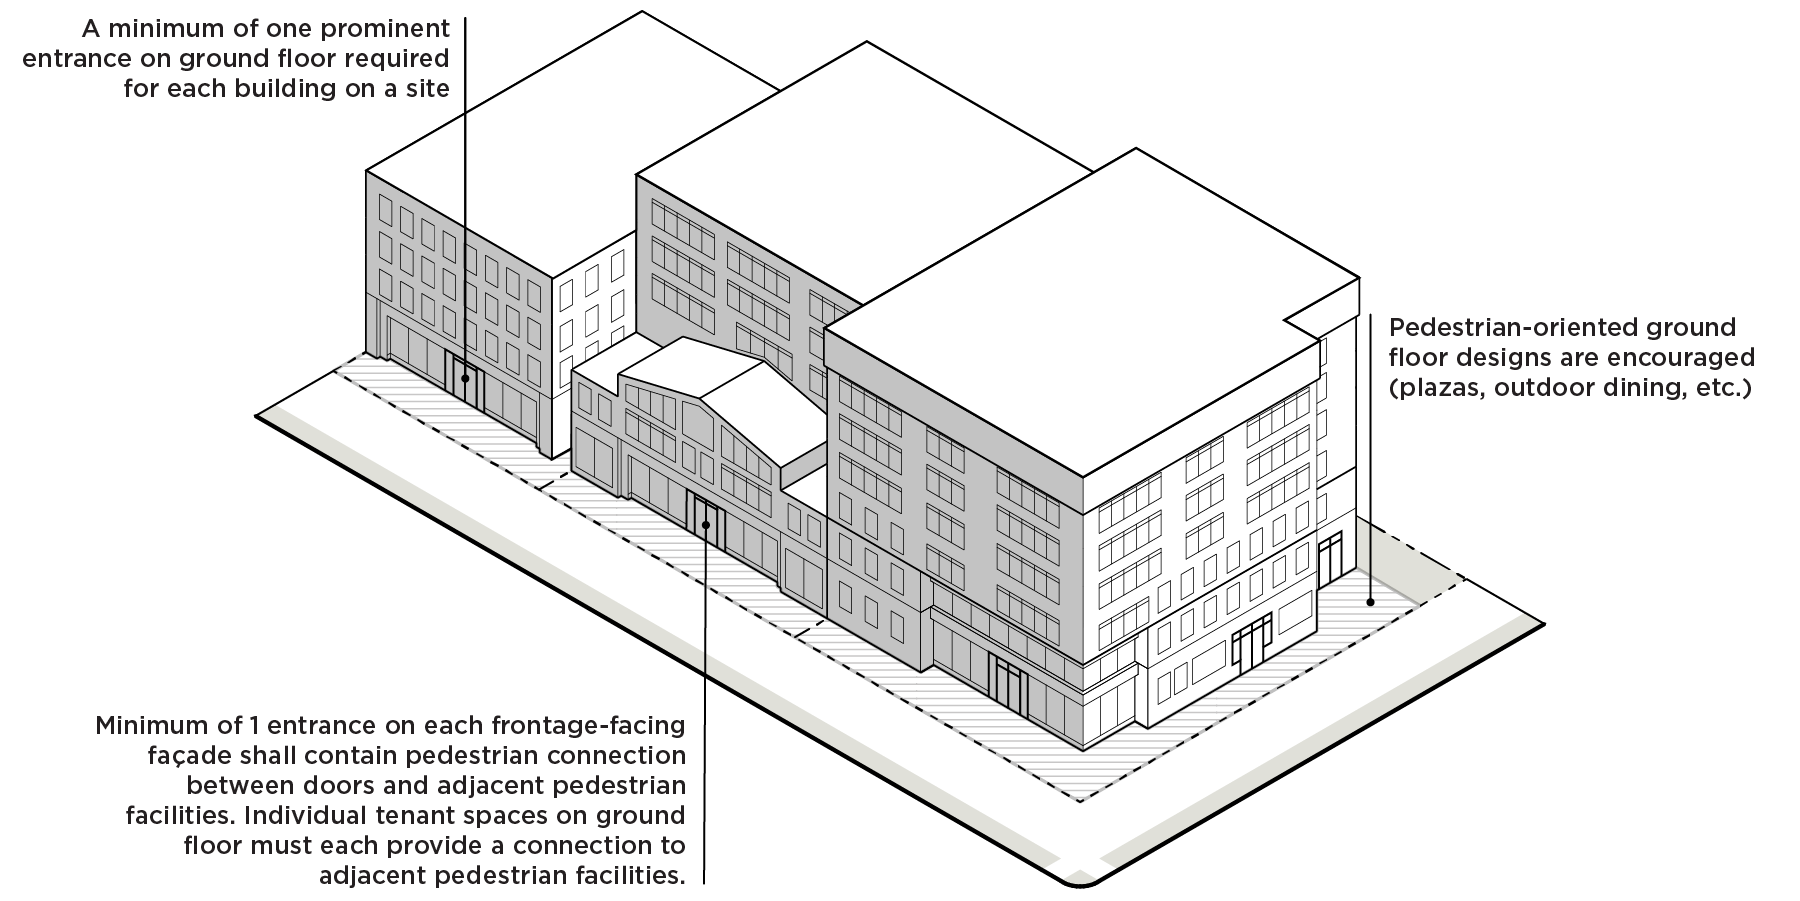 A minimum of one prominent
entrance on ground floor required
for each building on a site
Pedestrian-oriented ground
floor designs are encouraged
(plazas, outdoor dining, etc.)
Minimum of 1 entrance on each frontage-facing
façade shall contain pedestrian connection
between doors and adjacent pedestrian
facilities. Individual tenant spaces on ground
floor must each provide a connection to
adjacent pedestrian facilities.